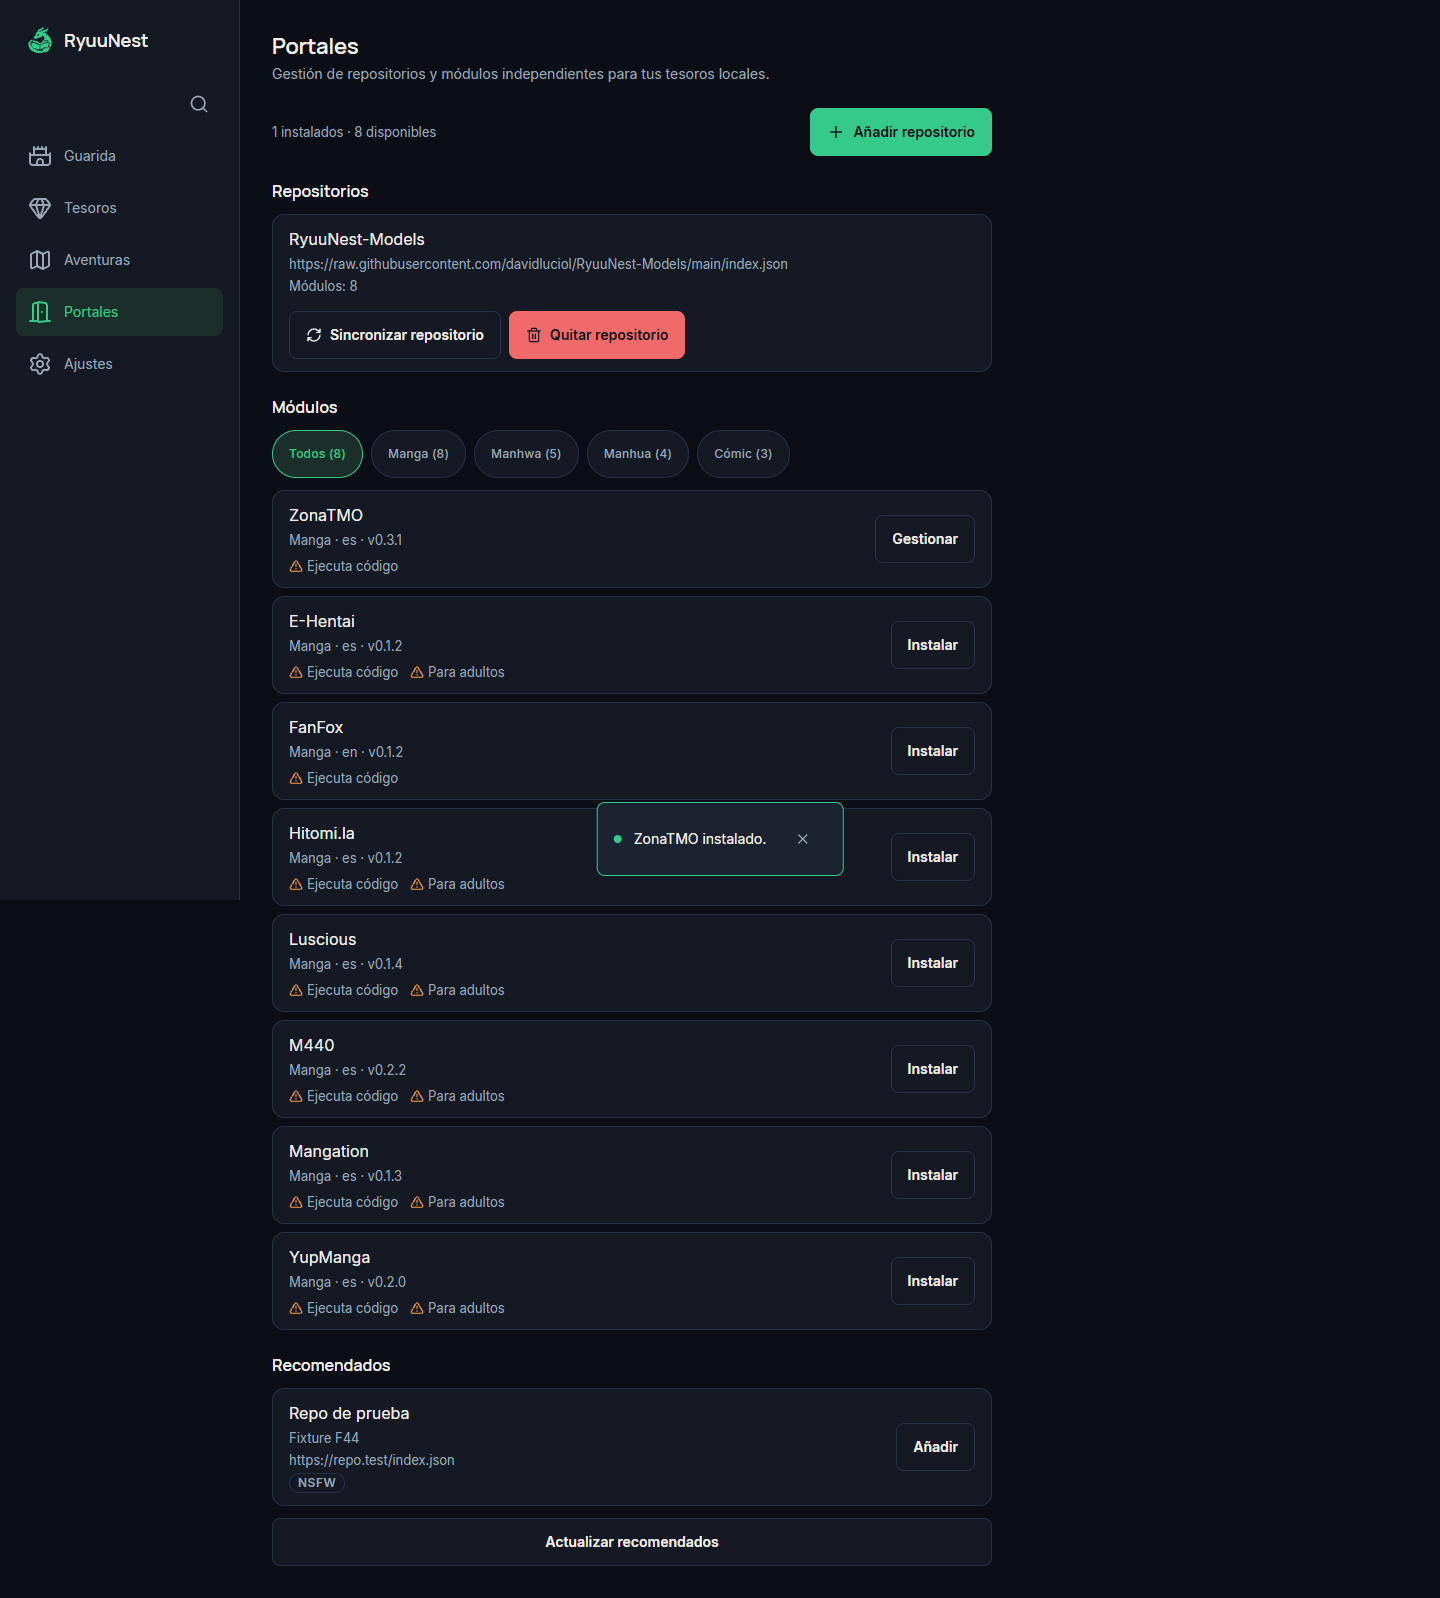 RyuuNest
Guarida
Tesoros
Aventuras
Portales
Ajustes
Portales
Gestión de repositorios y módulos independientes para tus tesoros locales.
1 instalados · 8 disponibles
Añadir repositorio
Repositorios
RyuuNest-Models
https://raw.githubusercontent.com/davidluciol/RyuuNest-Models/main/index.json
Módulos: 8
Sincronizar repositorio
Quitar repositorio
Módulos
Todos (8)
Manga (8)
Manhwa (5)
Manhua (4)
Cómic (3)
ZonaTMO
Manga · es · v0.3.1
Ejecuta código
Gestionar
E-Hentai
Manga · es · v0.1.2
Ejecuta código
Para adultos
Instalar
FanFox
Manga · en · v0.1.2
Ejecuta código
Instalar
Hitomi.la
Manga · es · v0.1.2
Ejecuta código
Para adultos
Instalar
ZonaTMO instalado.
Luscious
Manga · es · v0.1.4
Ejecuta código
Para adultos
Instalar
M440
Manga · es · v0.2.2
Ejecuta código
Para adultos
Instalar
Mangation
Manga · es · v0.1.3
Ejecuta código
Para adultos
Instalar
YupManga
Manga · es · v0.2.0
Ejecuta código
Para adultos
Instalar
Recomendados
Repo de prueba
Fixture F44
https://repo.test/index.json
NSFW
Añadir
Actualizar recomendados